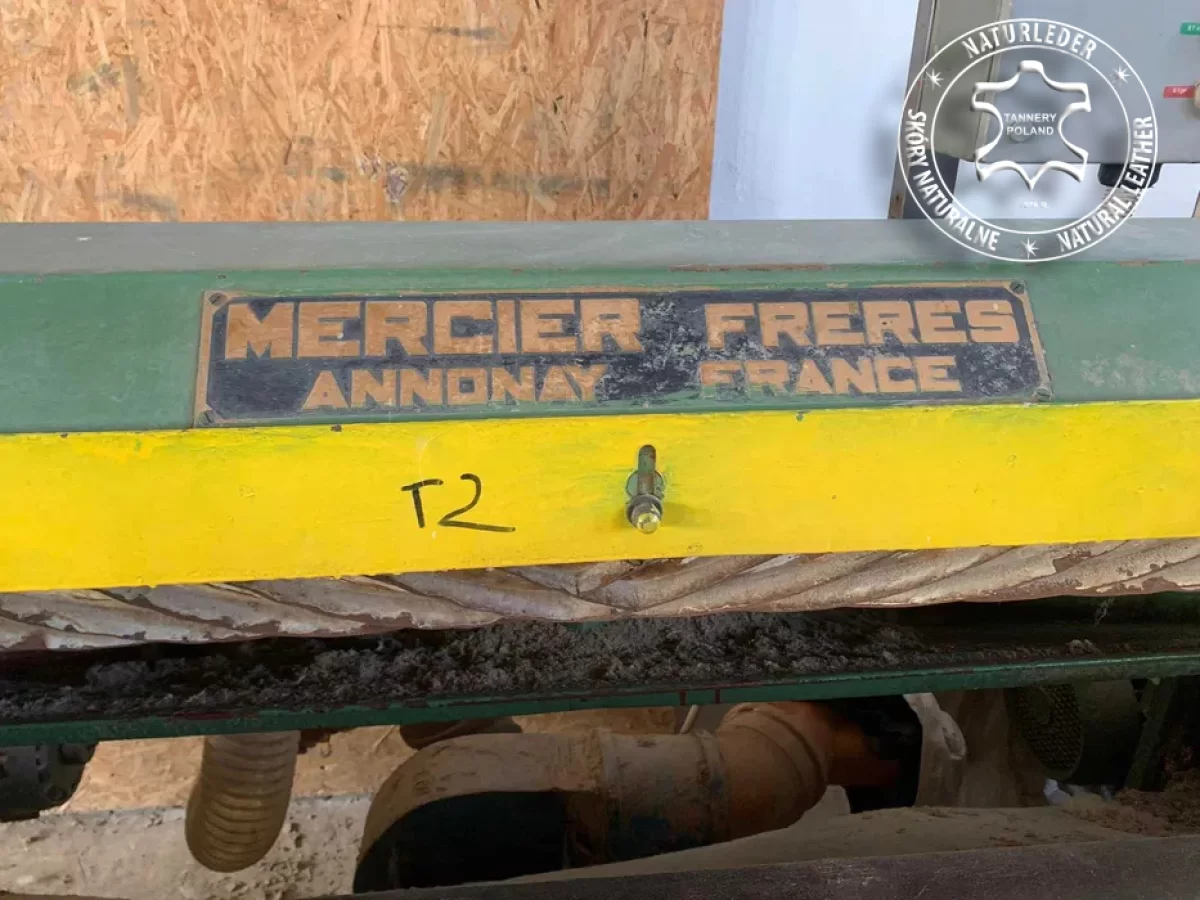 NATURLEDER
TANNERY
POLAND
SKÓRY NATURALNE
NATURAL LEATHER
MERCIER FRERES
ANNONAY FRANCE
T2